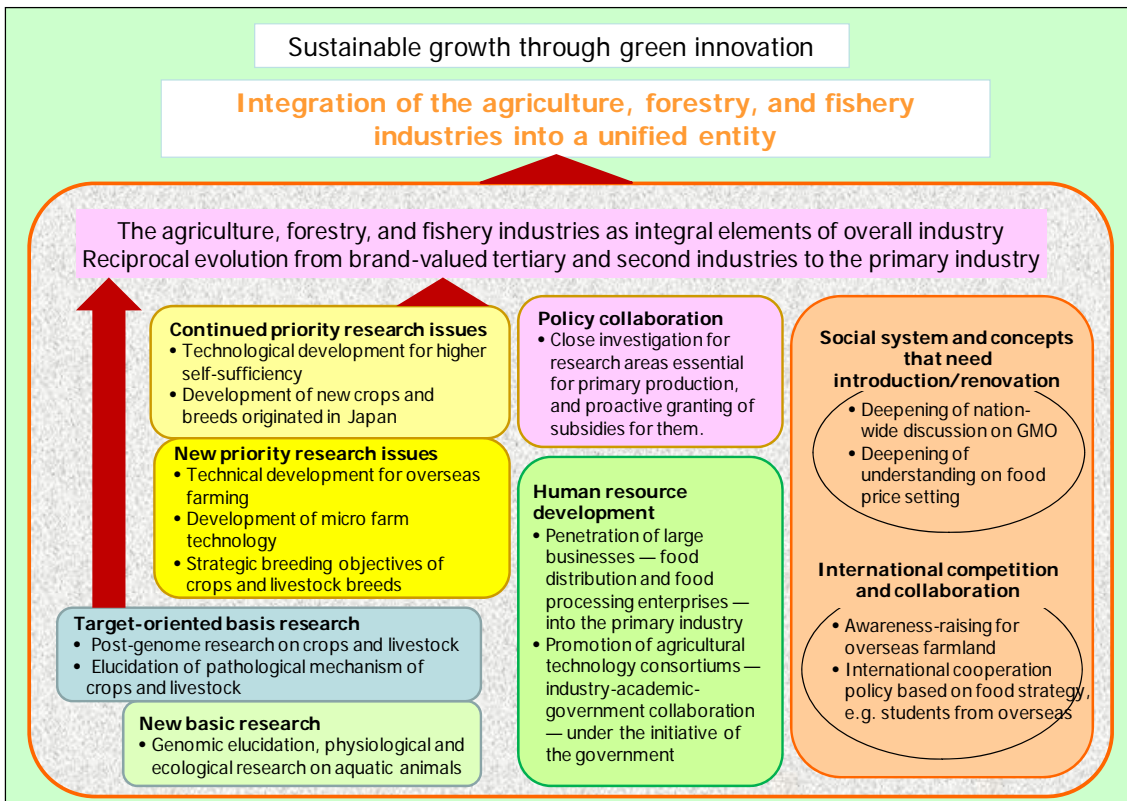 Sustainable growth through green innovation
Integration of the agriculture, forestry, and fishery
industries into a unified entity
The agriculture, forestry, and fishery industries as integral elements of overall industry
Reciprocal evolution from brand-valued tertiary and second industries to the primary industry
Continued priority research issues
• Technological development for higher
self-sufficiency
• Development of new crops and
breeds originated in Japan
New priority research issues
• Technical development for overseas
farming
• Development of micro farm
technology
• Strategic breeding objectives of
crops and livestock breeds
Target-oriented basis research
• Post-genome research on crops and livestock
• Elucidation of pathological mechanism of
crops and livestock
New basic research
• Genomic elucidation, physiological and
ecological research on aquatic animals
Policy collaboration
• Close investigation for
research areas essential
for primary production,
and proactive granting of
subsidies for them.
Human resource
development
• Penetration of large
businesses — food
distribution and food
processing enterprises —
into the primary industry
• Promotion of agricultural
technology consortiums —
industry-academic-
government collaboration
— under the initiative of
the government
Social system and concepts
that need
introduction/renovation
• Deepening of nation-
wide discussion on GMO
• Deepening of
understanding on food
price setting
International competition
and collaboration
• Awareness-raising for
overseas farmland
• International cooperation
policy based on food strategy,
e.g. students from overseas